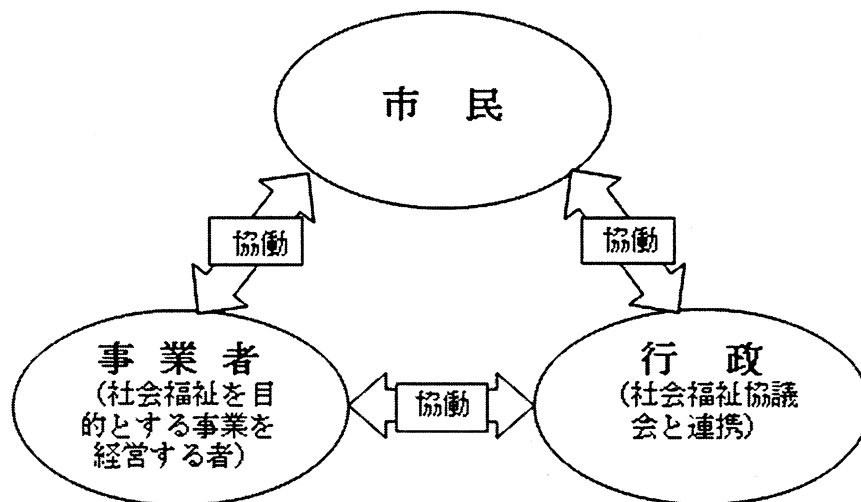 市 民
協働
協働
事 業 者
(社会福祉を目
的とする事業を
経営する者)
協働
行 政
(社会福祉協議
会と連携)